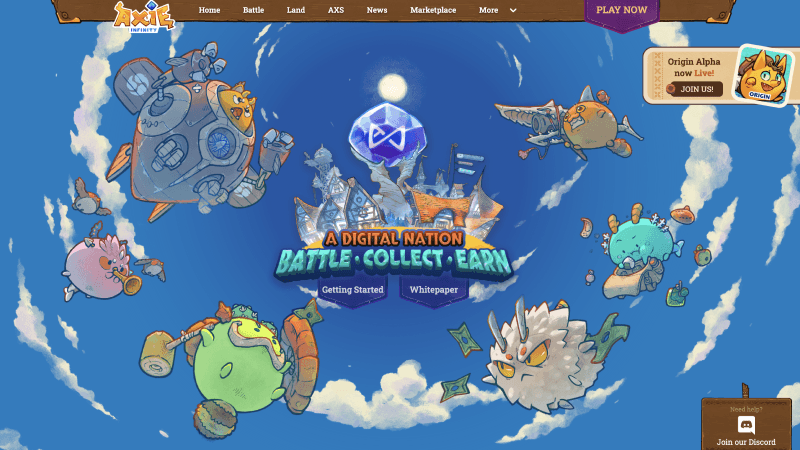 AXIE
INFINITY
Home
Battle
Land
AXS
News
Marketplace
More
PLAY NOW
Origin Alpha
now Live!
JOIN US!
ORIGIN
A DIGITAL NATION
BATTLE · COLLECT · EARN
Getting Started
Whitepaper
Need help?
Join our Discord